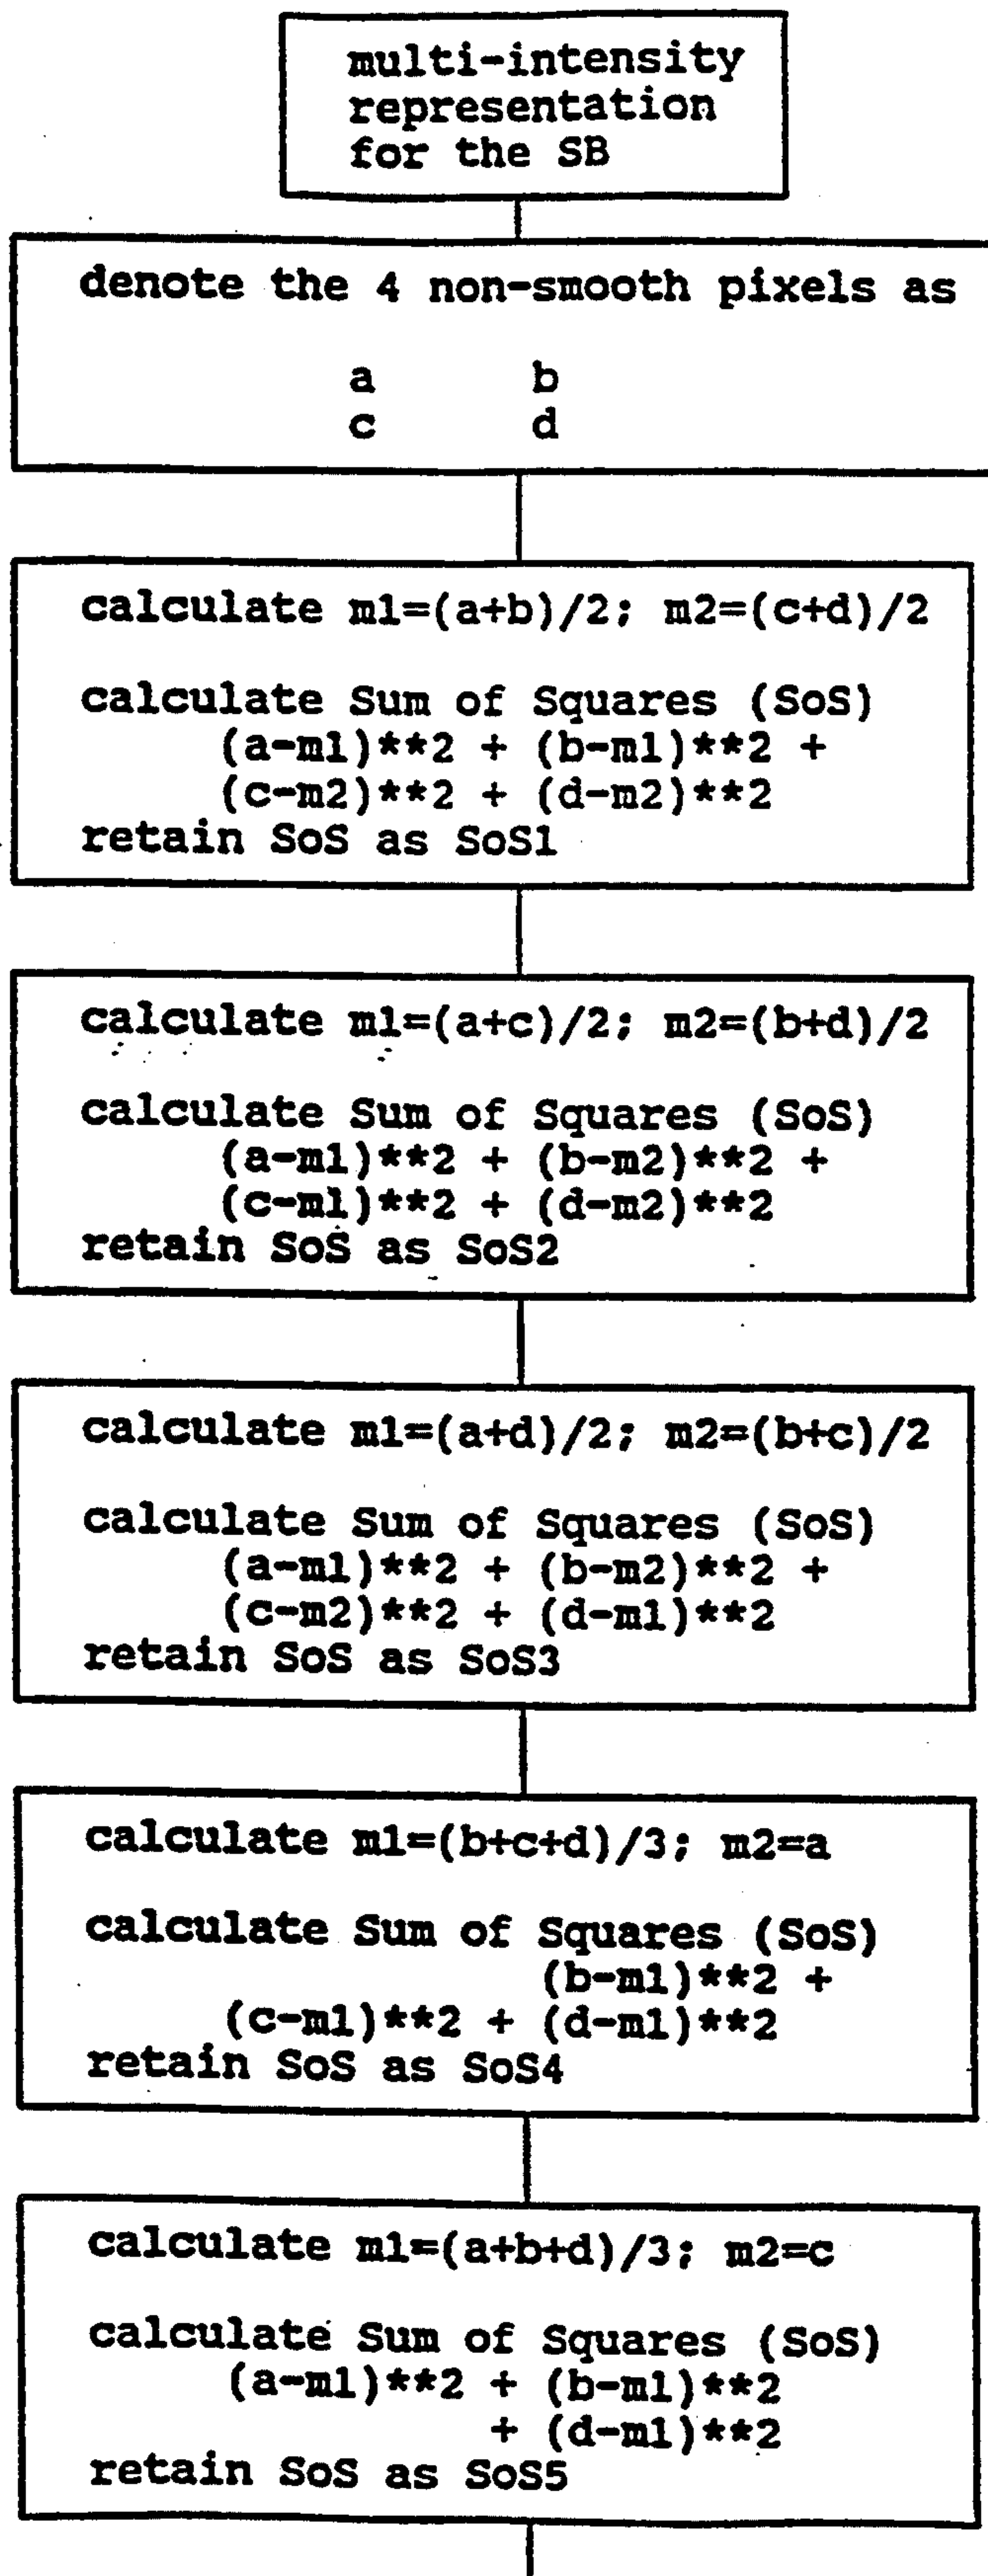 multi-intensity
representation
for the SB
denote the 4 non-smooth pixels as
a b
c d
calculate m1=(a+b)/2; m2=(c+d)/2
calculate Sum of Squares (SoS)
(a-m1)**2 + (b-m1)**2 +
(c-m2)**2 + (d-m2)**2
retain SoS as SoS1
calculate m1=(a+c)/2; m2=(b+d)/2
calculate Sum of Squares (SoS)
(a-m1)**2 + (b-m2)**2 +
(c-m1)**2 + (d-m2)**2
retain SoS as SoS2
calculate m1=(a+d)/2; m2=(b+c)/2
calculate Sum of Squares (SoS)
(a-m1)**2 + (b-m2)**2 +
(c-m2)**2 + (d-m1)**2
retain SoS as SoS3
calculate m1=(b+c+d)/3; m2=a
calculate Sum of Squares (SoS)
(b-m1)**2 +
(c-m1)**2 + (d-m1)**2
retain SoS as SoS4
calculate m1=(a+b+d)/3; m2=c
calculate Sum of Squares (SoS)
(a-m1)**2 + (b-m1)**2
+ (d-m1)**2
retain SoS as SoS5